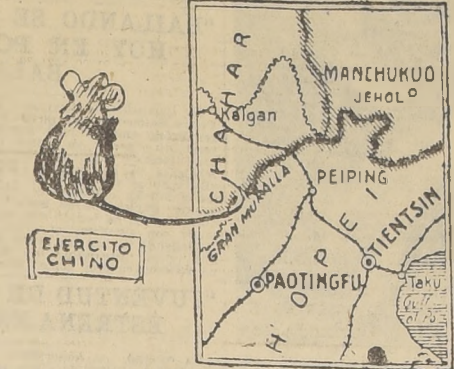 MANCHUKUO
JEHOL
Kalgan
CHAHAR
PEIPING
GRAN MURALLA
HOPEI
TIENTSIN
PAOTINGFU
Taku
EJERCITO
CHINO